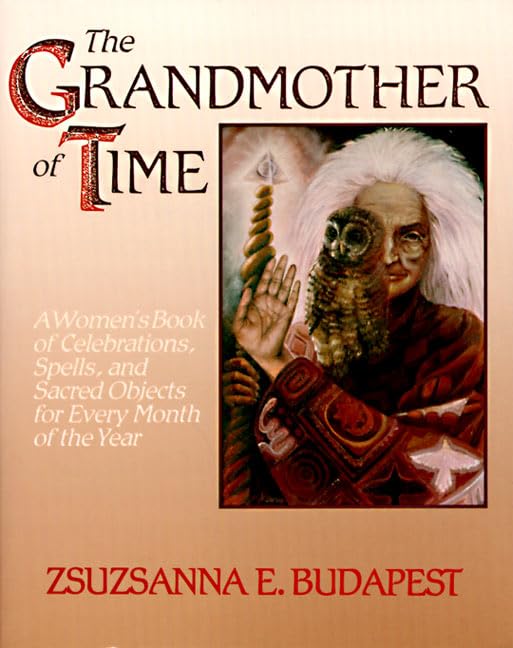 The
GRANDMOTHER
of TIME
A Women's Book
of Celebrations,
Spells, and
Sacred Objects
for Every Month
of the Year
ZSUZSANNA E. BUDAPEST